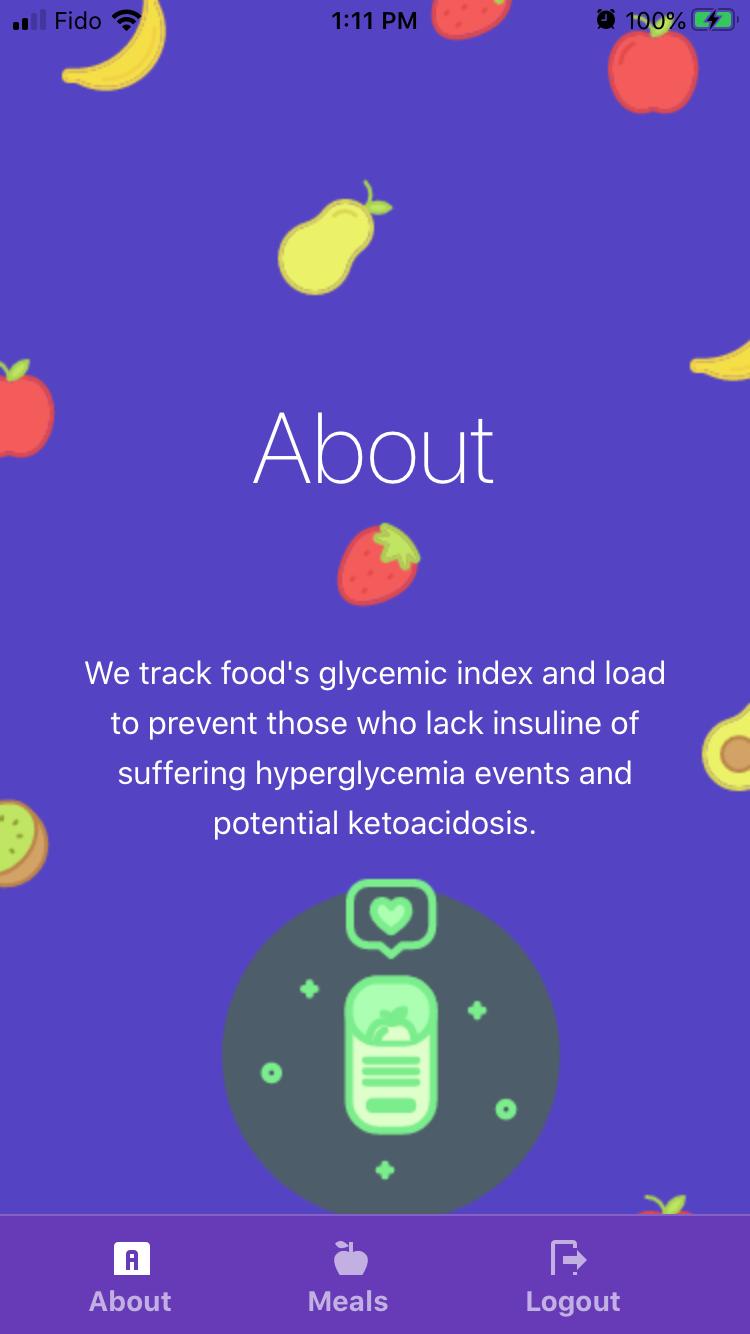 Fido 1:11 PM 100%
About
We track food's glycemic index and load
to prevent those who lack insuline of
suffering hyperglycemia events and
potential ketoacidosis.
A
About Meals Logout